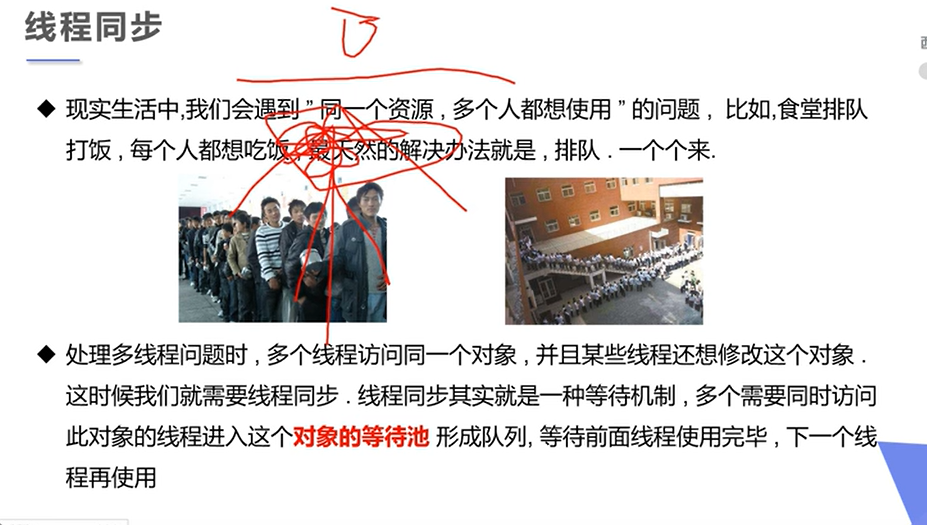 线程同步
现实生活中,我们会遇到 " 同一个资源 , 多个人都想使用 " 的问题 , 比如,食堂排队
打饭 , 每个人都想吃饭 , 最天然的解决办法就是 , 排队 . 一个个来.
处理多线程问题时 , 多个线程访问同一个对象 , 并且某些线程还想修改这个对象 .
这时候我们就需要线程同步 . 线程同步其实就是一种等待机制 , 多个需要同时访问
此对象的线程进入这个对象的等待池 形成队列, 等待前面线程使用完毕 , 下一个线
程再使用